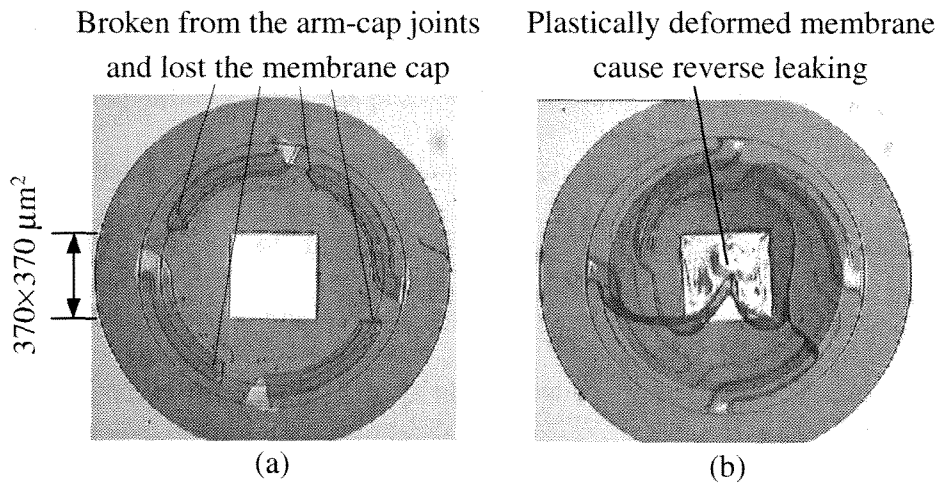 Broken from the arm-cap joints
and lost the membrane cap
Plastically deformed membrane
cause reverse leaking
370×370 μm²
(a)
(b)